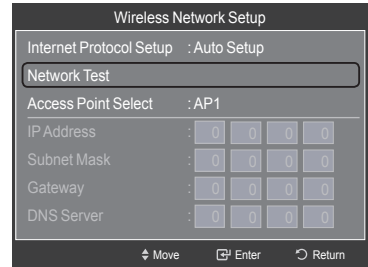 Wireless Network Setup
Internet Protocol Setup : Auto Setup
Network Test
Access Point Select : AP1
IP Address : 0 0 0 0
Subnet Mask : 0 0 0 0
Gateway : 0 0 0 0
DNS Server : 0 0 0 0
Move Enter Return